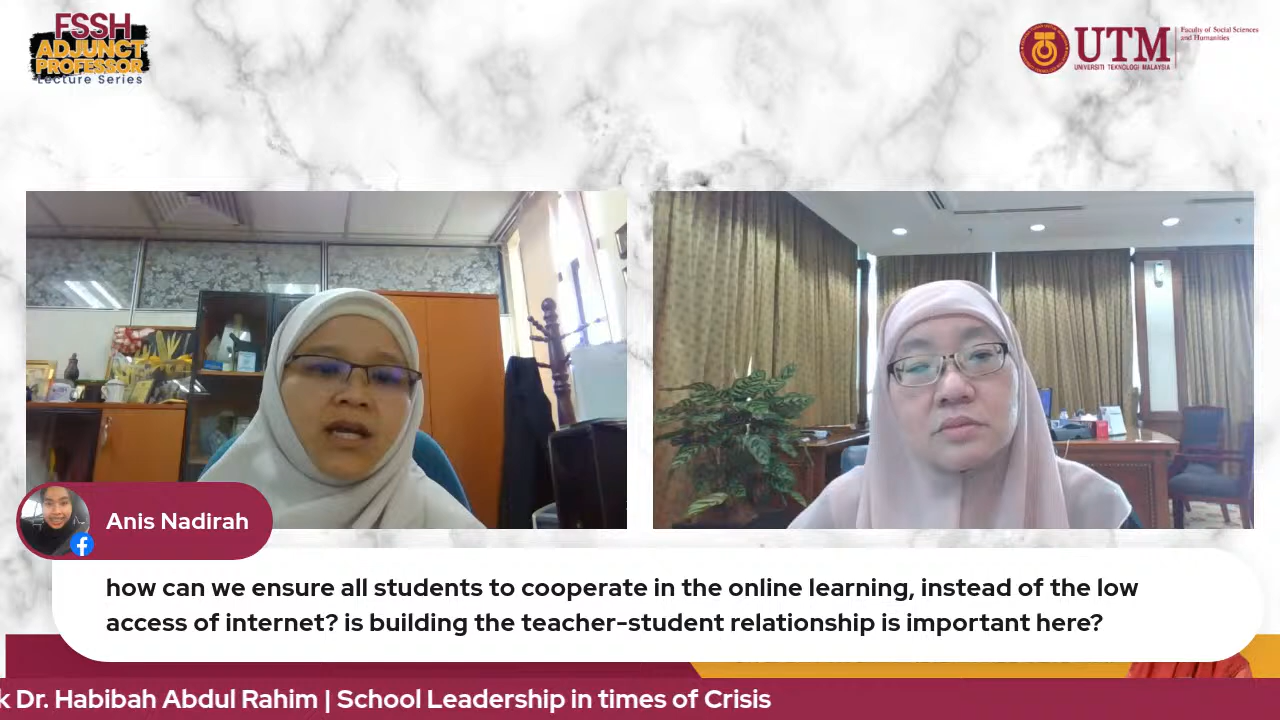 FSSH
ADJUNCT
PROFESSOR
Lecture Series
UTM
UNIVERSITI TEKNOLOGI MALAYSIA
Faculty of Social Sciences
and Humanities
Anis Nadirah
how can we ensure all students to cooperate in the online learning, instead of the low
access of internet? is building the teacher-student relationship is important here?
k Dr. Habibah Abdul Rahim | School Leadership in times of Crisis